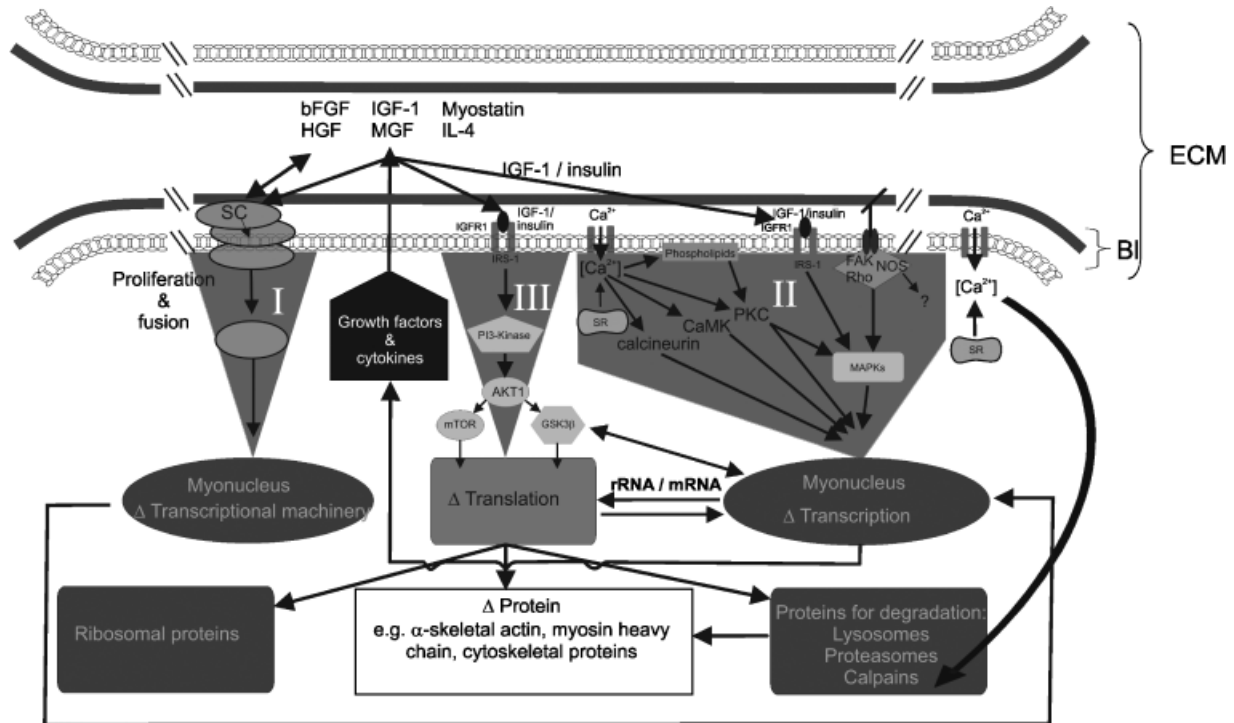 bFGF IGF-1 Myostatin
HGF MGF IL-4
ECM
IGF-1 / insulin
SC
IGFR1
IGF-1/
insulin
Ca²⁺
IGF-1/insulin
IGFR1
Ca²⁺
BI
IRS-1
[Ca²⁺]
Phospholipids
IRS-1
FAK
Rho
NOS
?
[Ca²⁺]
Proliferation
&
fusion
I
III
II
SR
PKC
CaMK
calcineurin
SR
Growth factors
&
cytokines
PI3-Kinase
MAPKs
AKT1
mTOR
GSK3β
Myonucleus
Δ Transcriptional machinery
Δ Translation
rRNA / mRNA
Myonucleus
Δ Transcription
Ribosomal proteins
Δ Protein
e.g. α-skeletal actin, myosin heavy
chain, cytoskeletal proteins
Proteins for degradation:
Lysosomes
Proteasomes
Calpains